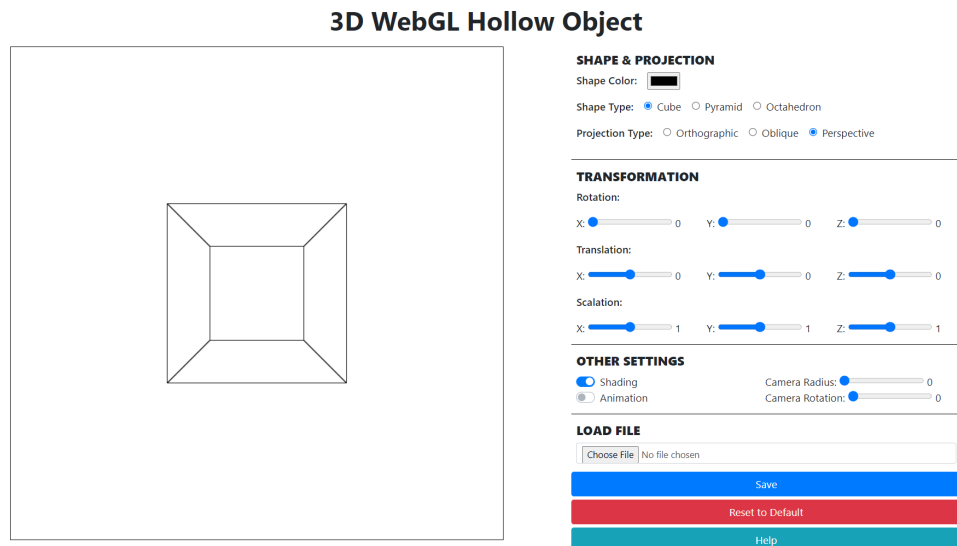 3D WebGL Hollow Object
SHAPE & PROJECTION
Shape Color:
Shape Type: Cube Pyramid Octahedron
Projection Type: Orthographic Oblique Perspective
TRANSFORMATION
Rotation:
X: 0 Y: 0 Z: 0
Translation:
X: 0 Y: 0 Z: 0
Scalation:
X: 1 Y: 1 Z: 1
OTHER SETTINGS
Shading Camera Radius: 0
Animation Camera Rotation: 0
LOAD FILE
Choose File No file chosen
Save
Reset to Default
Help